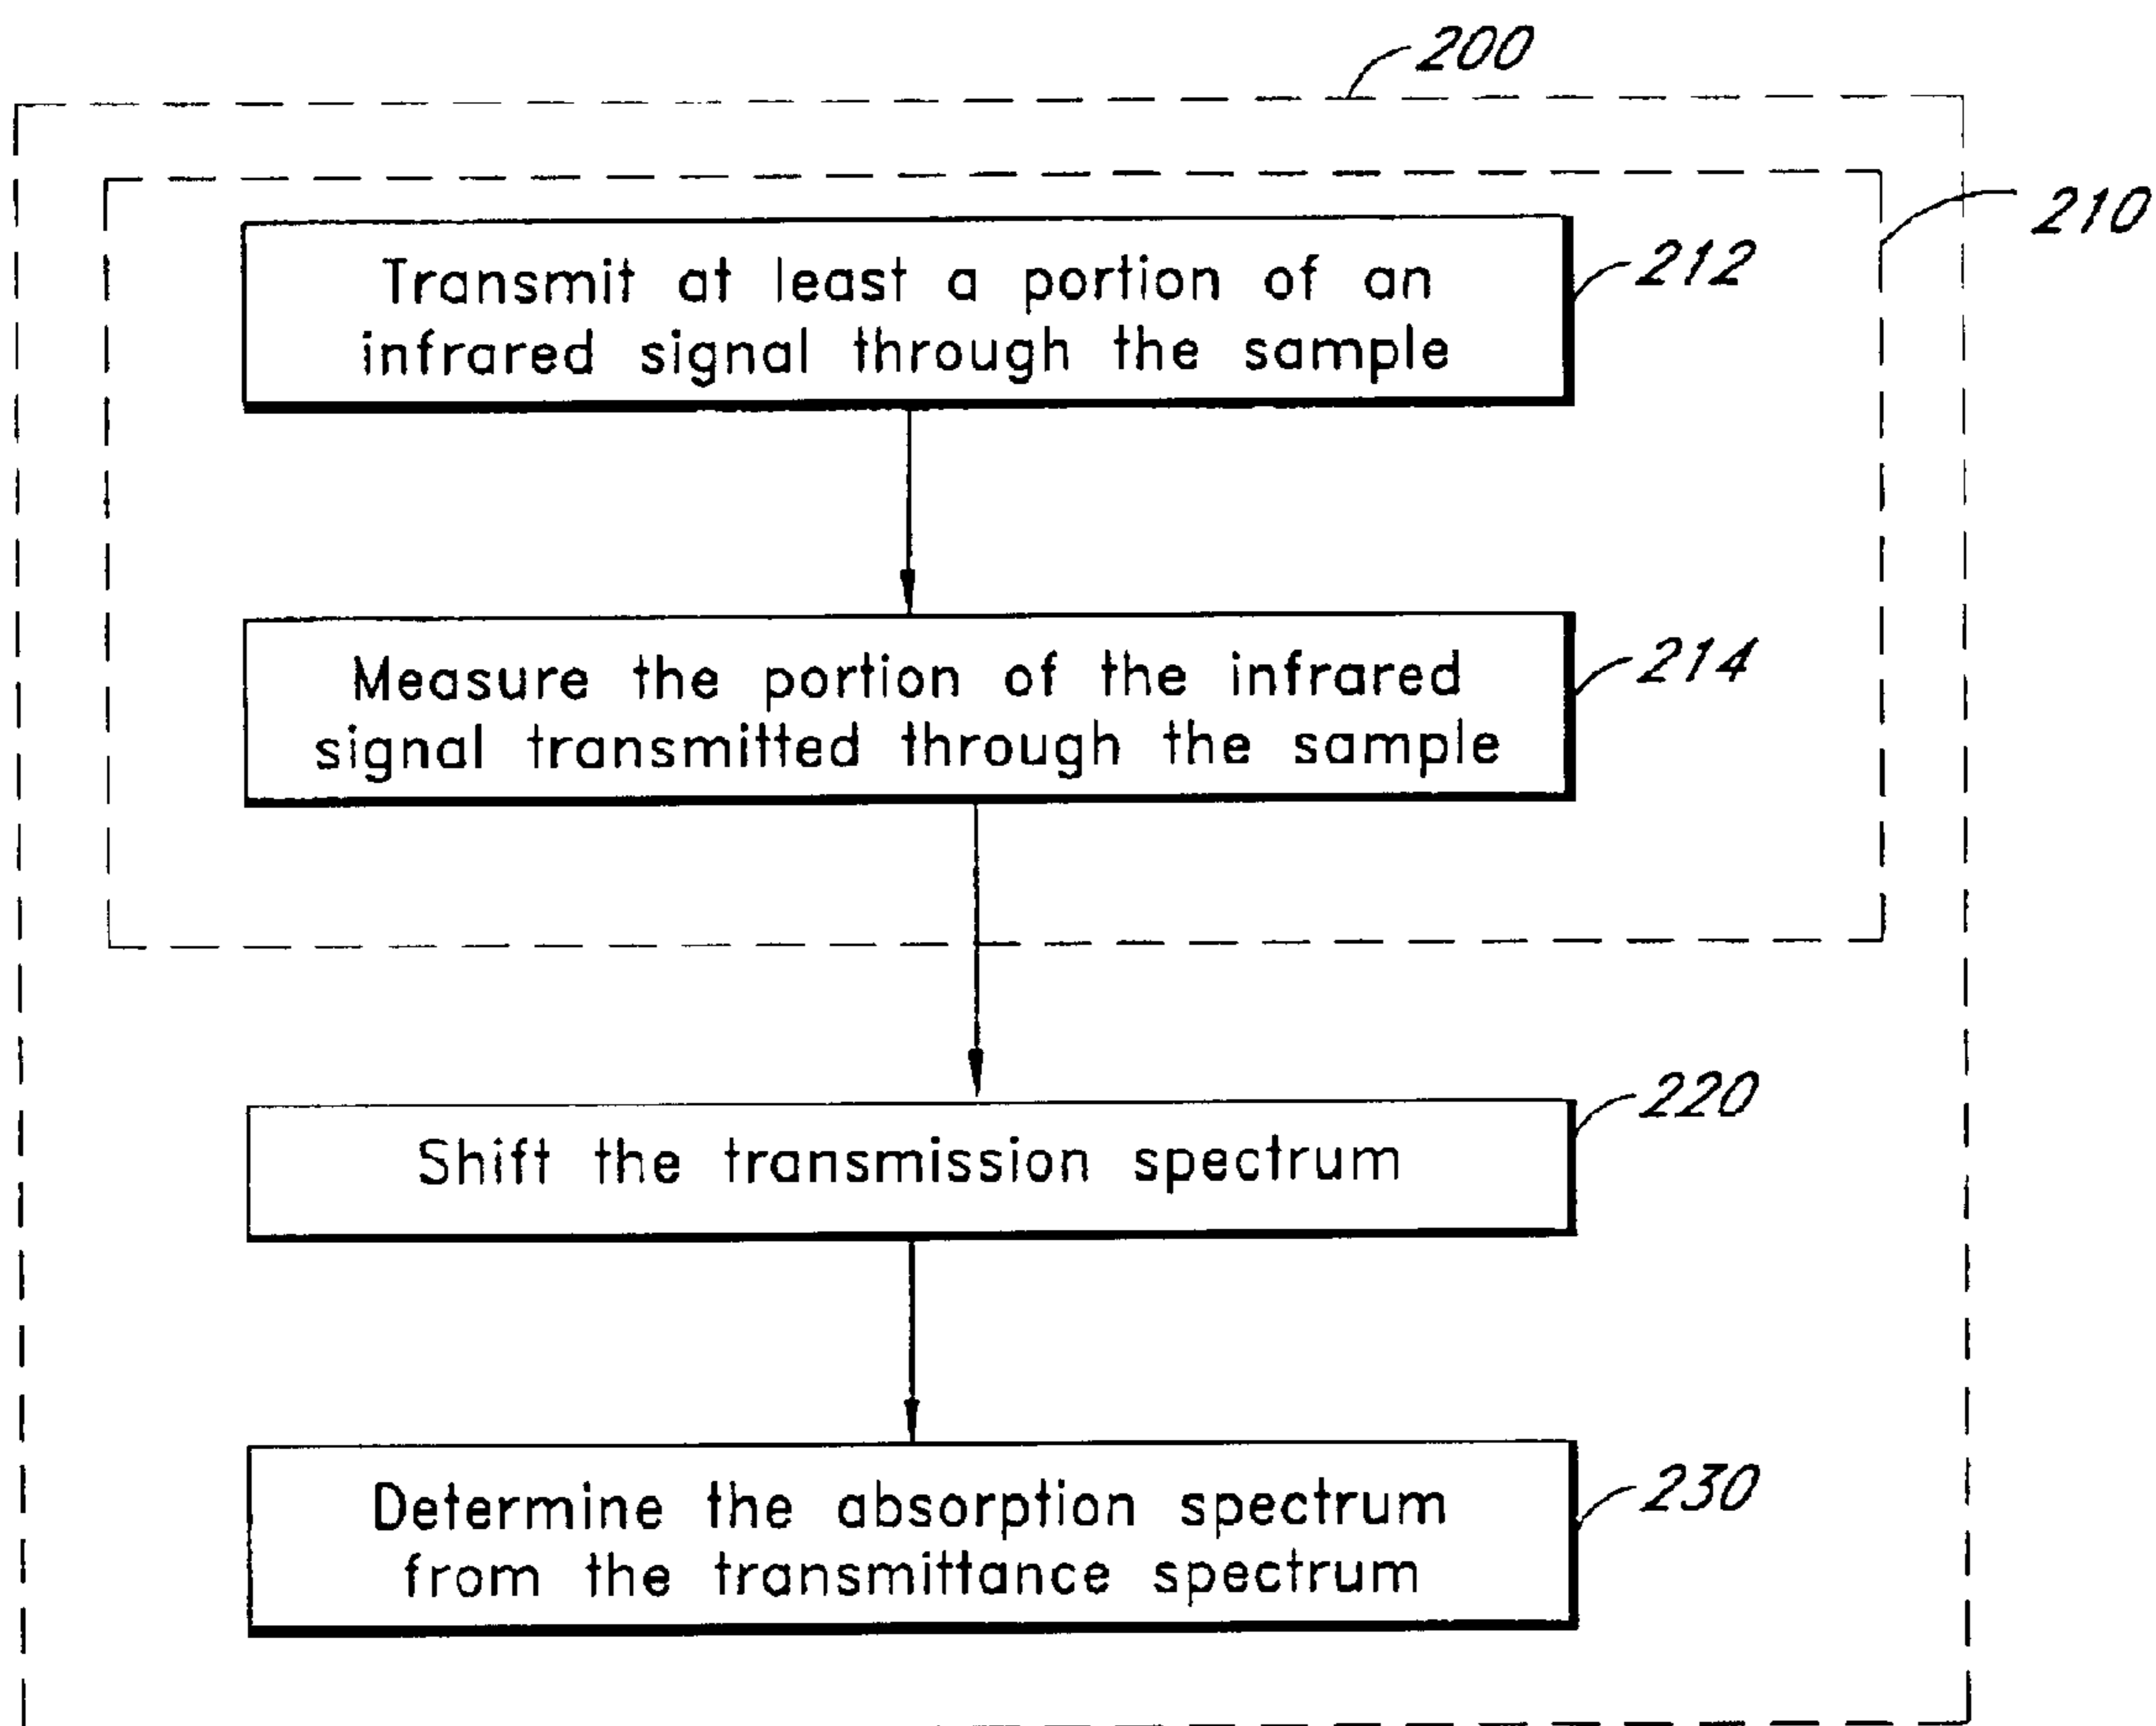 200
210
Transmit at least a portion of an
infrared signal through the sample
212
Measure the portion of the infrared
signal transmitted through the sample
214
Shift the transmission spectrum
220
Determine the absorption spectrum
from the transmittance spectrum
230